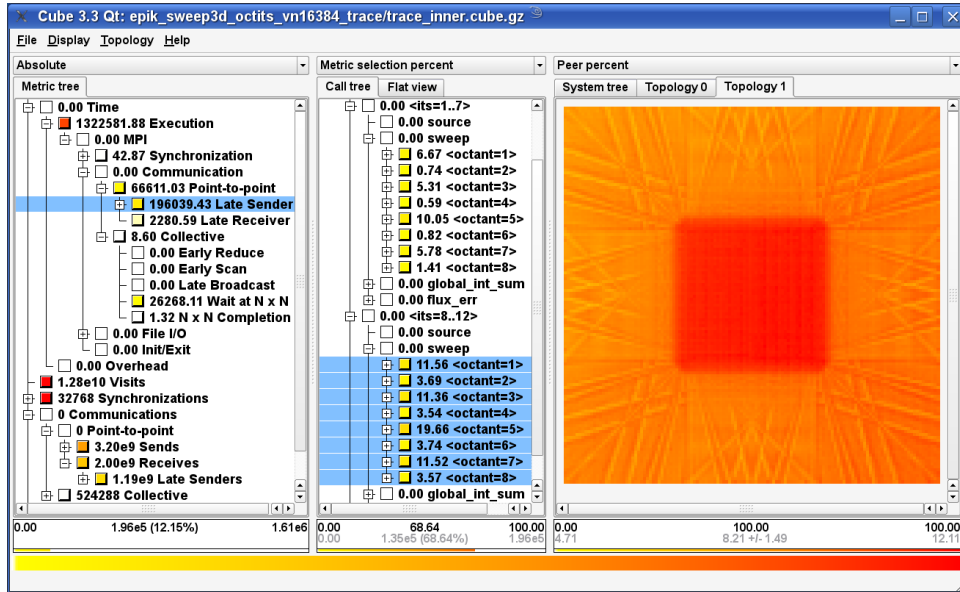 Cube 3.3 Qt: epik_sweep3d_octits_vn16384_trace/trace_inner.cube.gz
File Display Topology Help
Absolute
Metric tree
0.00 Time
1322581.88 Execution
0.00 MPI
42.87 Synchronization
0.00 Communication
66611.03 Point-to-point
196039.43 Late Sender
2280.59 Late Receiver
8.60 Collective
0.00 Early Reduce
0.00 Early Scan
0.00 Late Broadcast
26268.11 Wait at N x N
1.32 N x N Completion
0.00 File I/O
0.00 Init/Exit
0.00 Overhead
1.28e10 Visits
32768 Synchronizations
0 Communications
0 Point-to-point
3.20e9 Sends
2.00e9 Receives
1.19e9 Late Senders
524288 Collective
0.00 1.96e5 (12.15%) 1.61e6
Metric selection percent
Call tree Flat view
0.00 <its=1..7>
0.00 source
0.00 sweep
6.67 <octant=1>
0.74 <octant=2>
5.31 <octant=3>
0.59 <octant=4>
10.05 <octant=5>
0.82 <octant=6>
5.78 <octant=7>
1.41 <octant=8>
0.00 global_int_sum
0.00 flux_err
0.00 <its=8..12>
0.00 source
0.00 sweep
11.56 <octant=1>
3.69 <octant=2>
11.36 <octant=3>
3.54 <octant=4>
19.66 <octant=5>
3.74 <octant=6>
11.52 <octant=7>
3.57 <octant=8>
0.00 global_int_sum
0.00 68.64 100.00
0.00 1.35e5 (68.64%) 1.96e5
Peer percent
System tree Topology 0 Topology 1
0.00 100.00 100.00
4.71 8.21 +/- 1.49 12.11